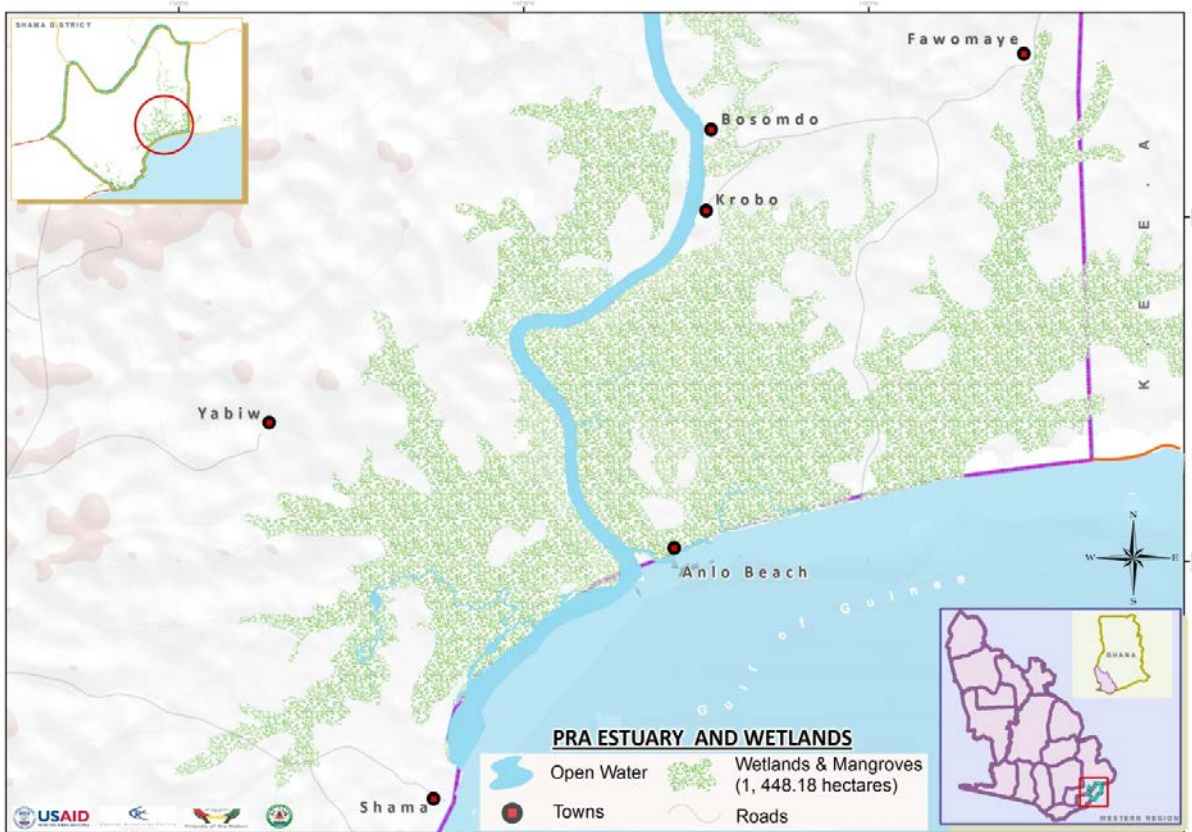 SHAMA DISTRICT
Fawomaye
Bosomdo
Krobo
K.E.E.A
Yabiw
Anlo Beach
Gulf of Guinea
Shama
PRA ESTUARY AND WETLANDS
Open Water
Wetlands & Mangroves
(1, 448.18 hectares)
Towns
Roads
N
W
E
S
GHANA
WESTERN REGION
USAID